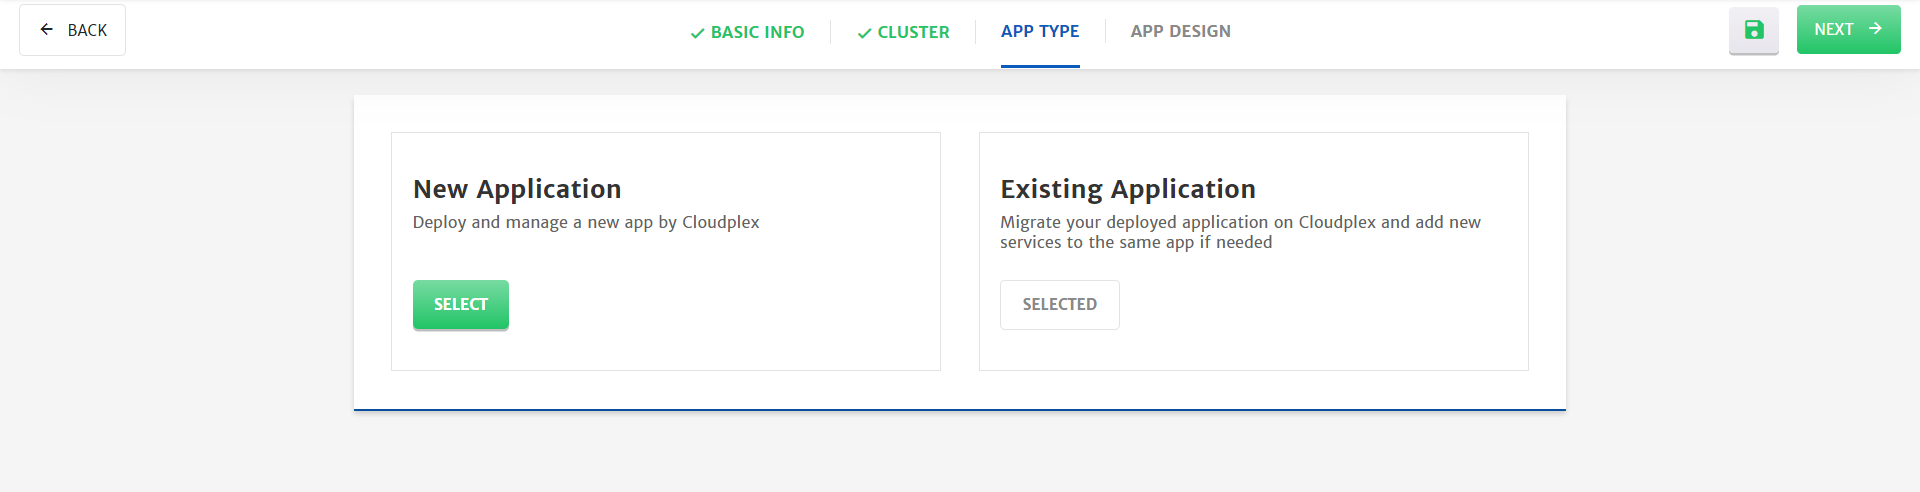 BACK
BASIC INFO
CLUSTER
APP TYPE
APP DESIGN
NEXT
New Application
Deploy and manage a new app by Cloudplex
SELECT
Existing Application
Migrate your deployed application on Cloudplex and add new
services to the same app if needed
SELECTED